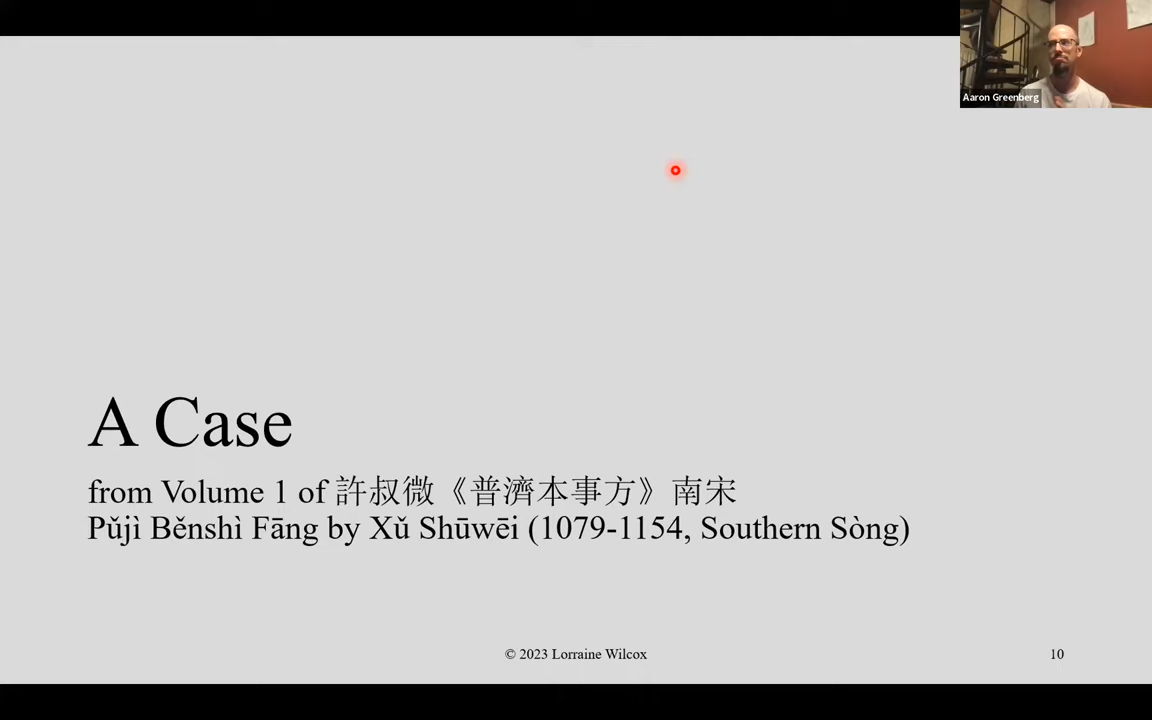 Aaron Greenberg
A Case
from Volume 1 of 許叔微《普濟本事方》南宋
Pǔjì Běnshì Fāng by Xǔ Shūwēi (1079-1154, Southern Sòng)
© 2023 Lorraine Wilcox
10